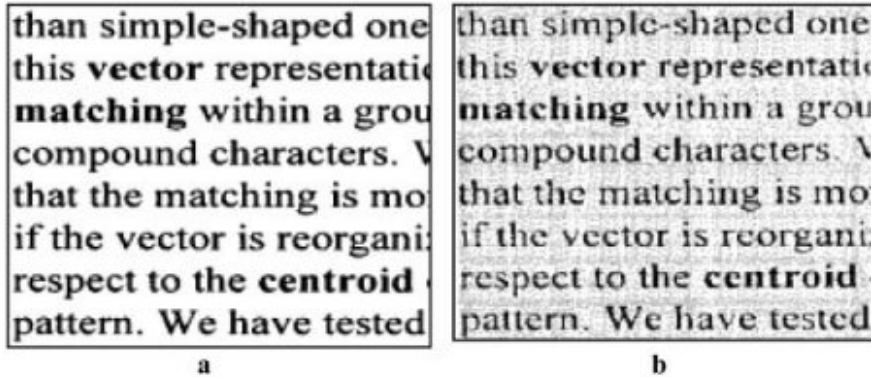 than simple-shaped one
this vector representatic
matching within a grou
compound characters. V
that the matching is mo
if the vector is reorgani
respect to the centroid
pattern. We have tested
a
than simple-shaped one
this vector representatic
matching within a grou
compound characters. V
that the matching is mo
if the vector is reorgani
respect to the centroid
pattern. We have tested
b